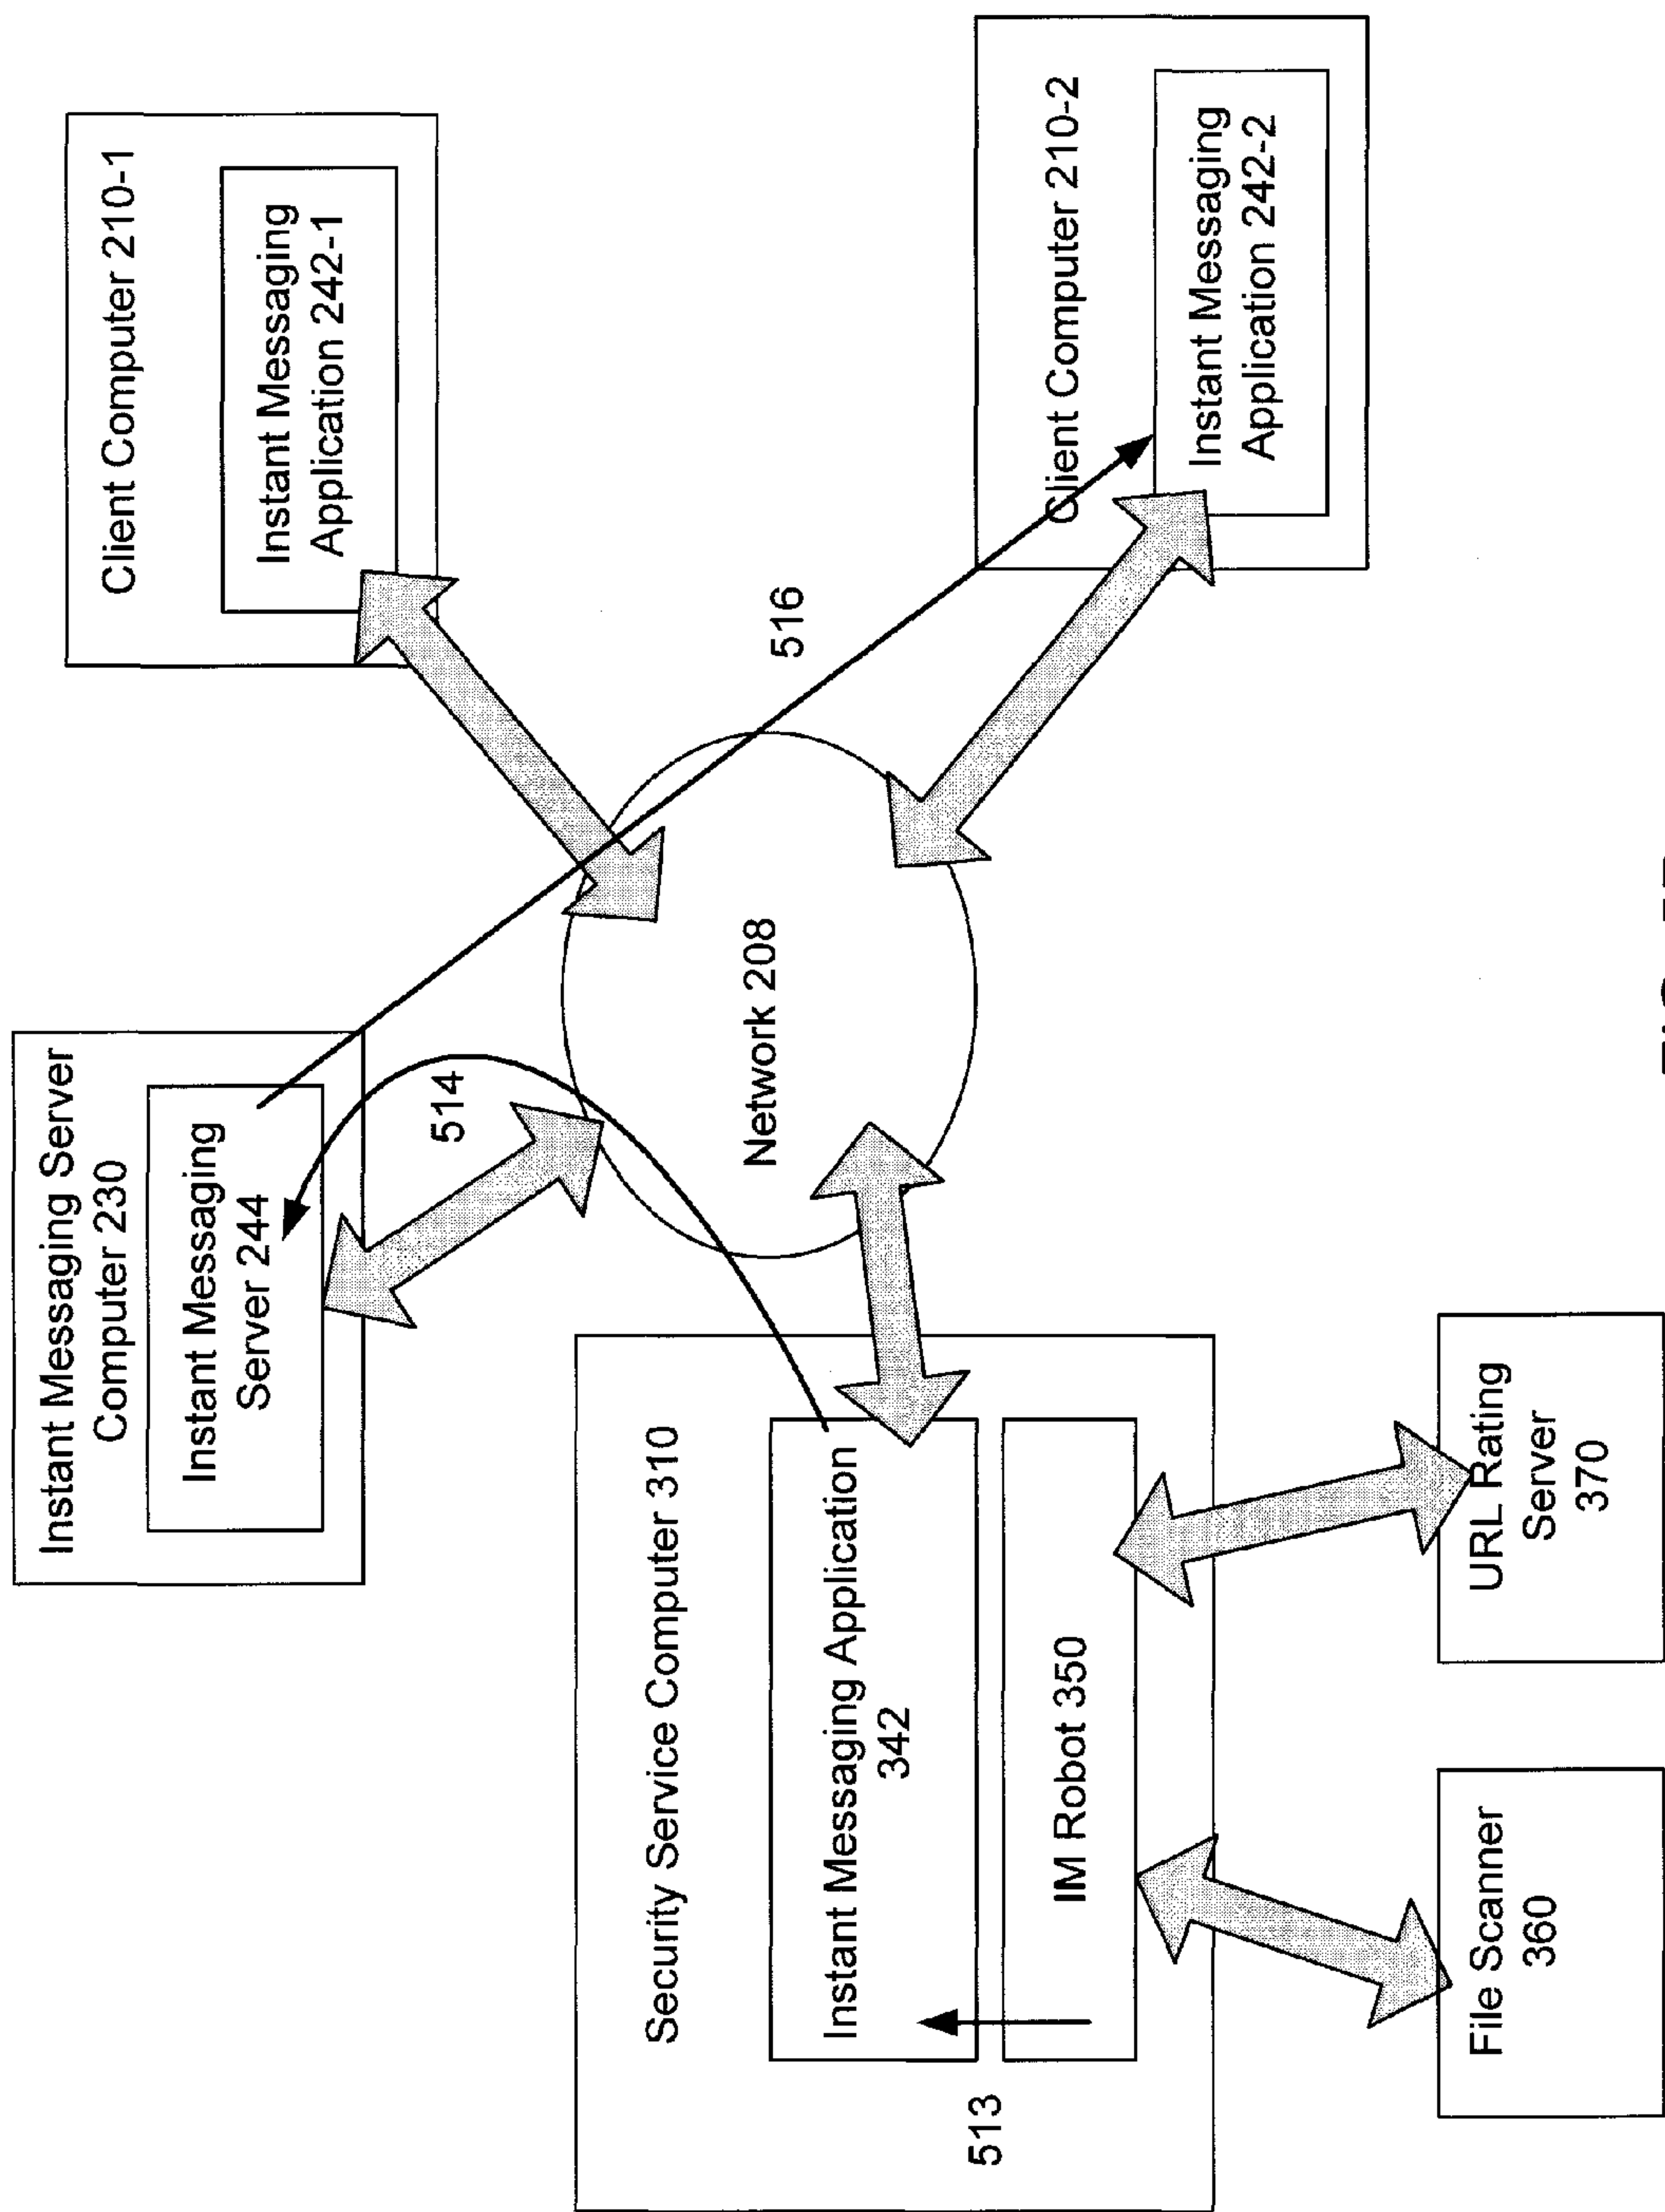 Instant Messaging Server
Computer 230
Instant Messaging
Server 244
Client Computer 210-1
Instant Messaging
Application 242-1
514
516
Security Service Computer 310
Instant Messaging Application
342
513
IM Robot 350
Network 208
Client Computer 210-2
Instant Messaging
Application 242-2
File Scanner
360
URL Rating
Server
370
FIG.